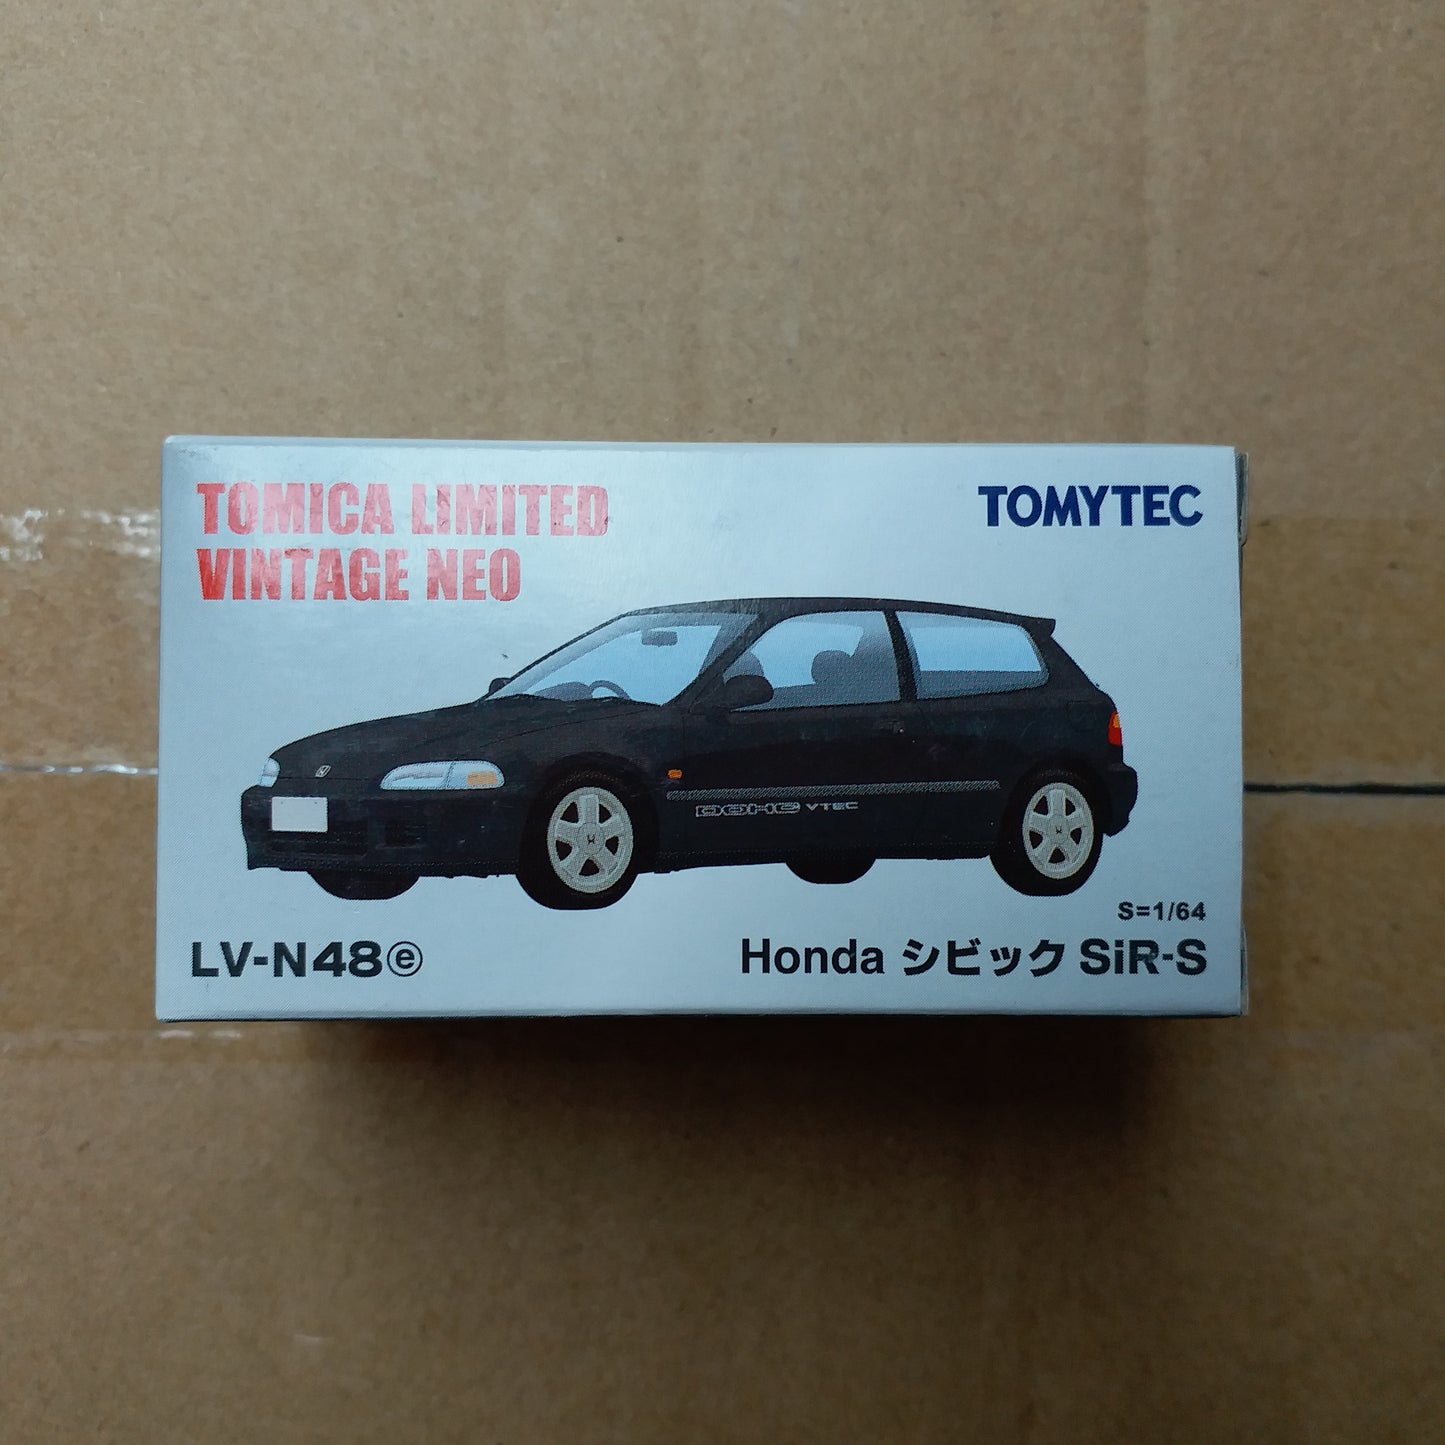 TOMICA LIMITED
VINTAGE NEO
TOMYTEC
DOHC VTEC
S=1/64
LV-N48ⓔ
Honda シビック SiR-S